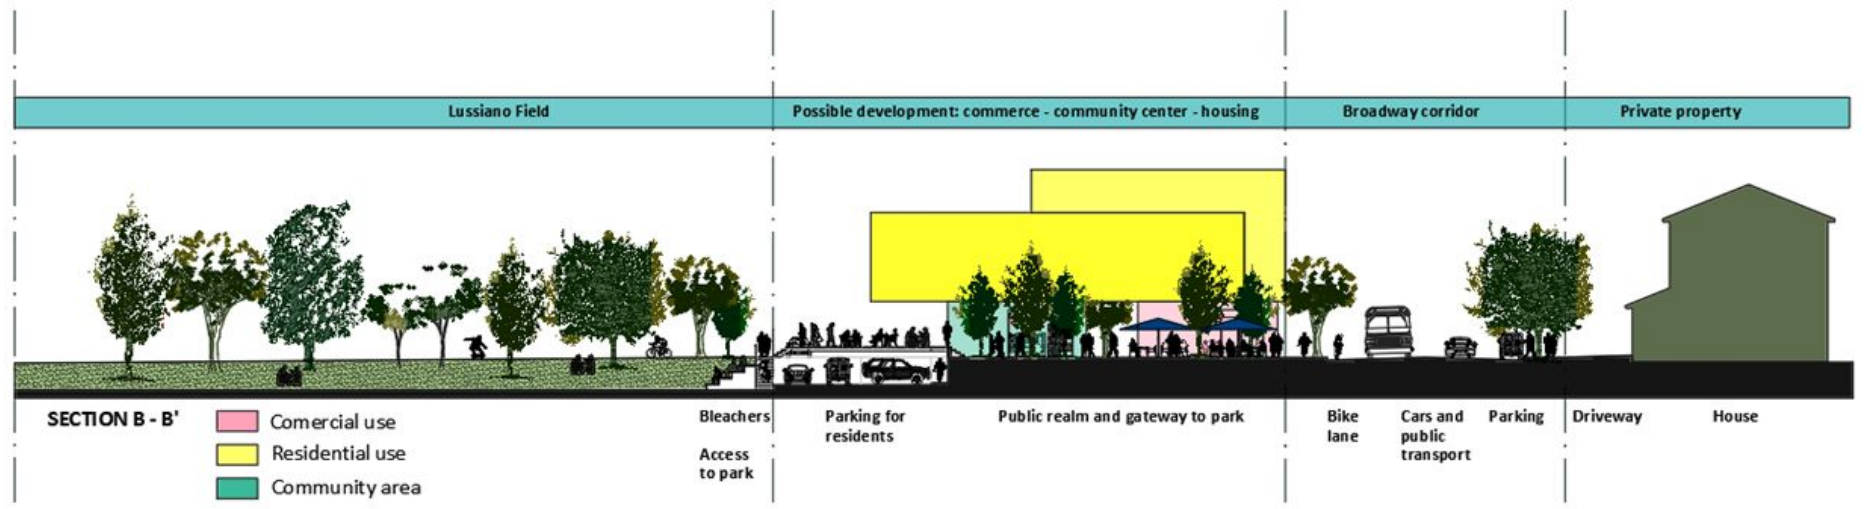 Lussiano Field
Possible development: commerce - community center - housing
Broadway corridor
Private property
SECTION B - B'
Comercial use
Residential use
Community area
Bleachers
Access
to park
Parking for
residents
Public realm and gateway to park
Bike
lane
Cars and
public
transport
Parking
Driveway
House